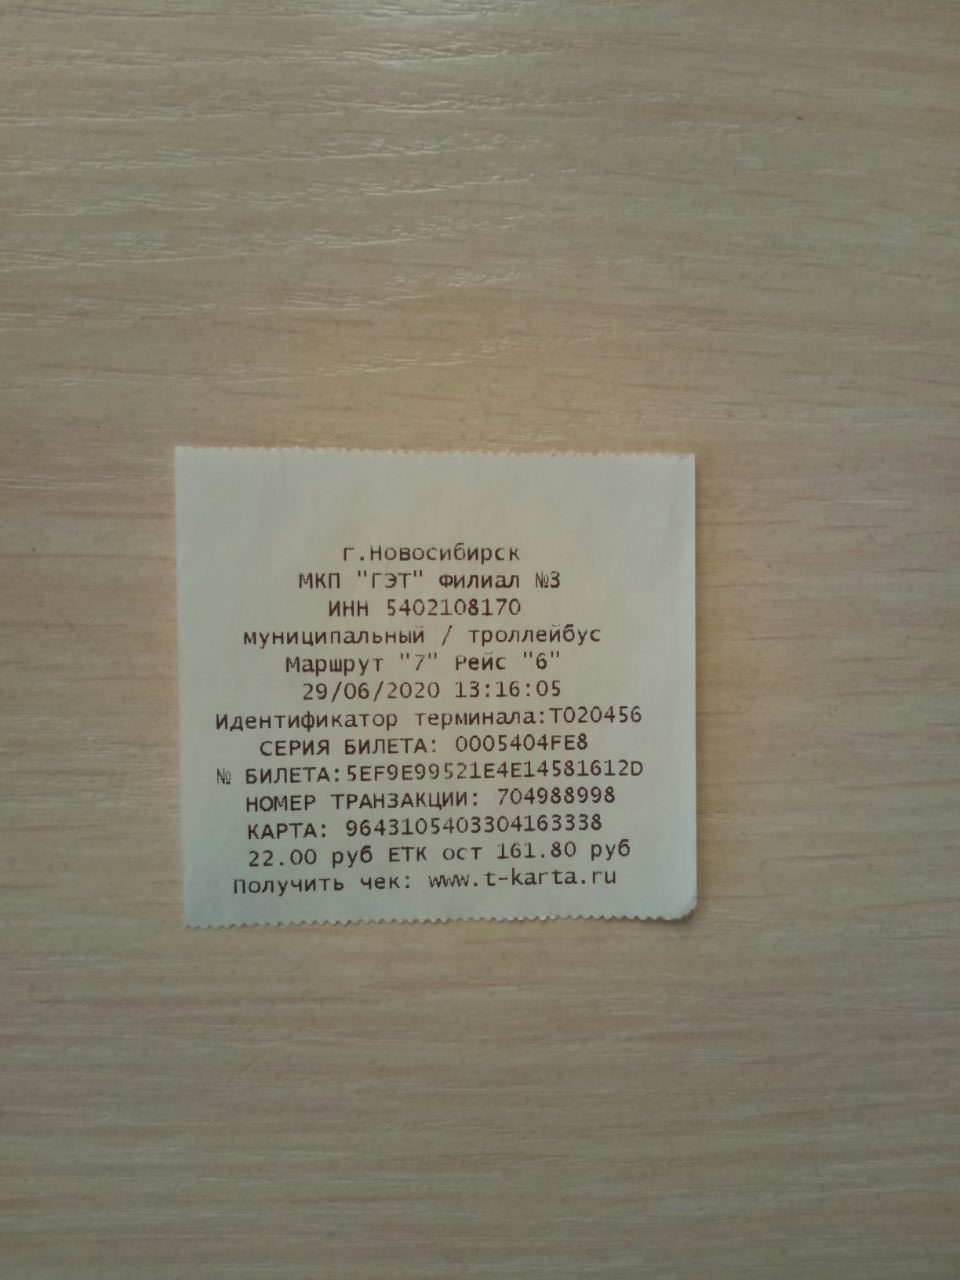 г.Новосибирск
МКП "ГЭТ" Филиал №3
ИНН 5402108170
муниципальный / троллейбус
Маршрут "7" Рейс "6"
29/06/2020 13:16:05
Идентификатор терминала:T020456
СЕРИЯ БИЛЕТА: 0005404FE8
№ БИЛЕТА:5EF9E99521E4E14581612D
НОМЕР ТРАНЗАКЦИИ: 704988998
КАРТА: 9643105403304163338
22.00 руб ЕТК ост 161.80 руб
Получить чек: www.t-karta.ru